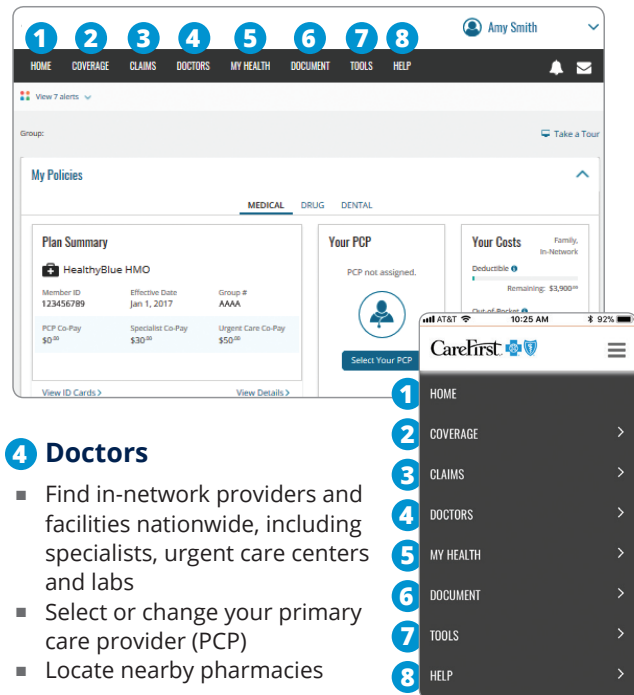 Amy Smith
1 2 3 4 5 6 7 8
HOME COVERAGE CLAIMS DOCTORS MY HEALTH DOCUMENT TOOLS HELP
View 7 alerts
Group:
Take a Tour
My Policies
MEDICAL DRUG DENTAL
Plan Summary
HealthyBlue HMO
Member ID Effective Date Group #
123456789 Jan 1, 2017 AAAA
PCP Co-Pay Specialist Co-Pay Urgent Care Co-Pay
$0.00 $30.00 $50.00
View ID Cards > View Details >
Your PCP
PCP not assigned.
Select Your PCP
Your Costs
Family,
In-Network
Deductible
Remaining: $3,900.00
Out-of-Pocket
AT&T 10:25 AM 92%
CareFirst
1 HOME
2 COVERAGE >
3 CLAIMS >
4 DOCTORS >
5 MY HEALTH >
6 DOCUMENT >
7 TOOLS >
8 HELP >
4 Doctors
■ Find in-network providers and
facilities nationwide, including
specialists, urgent care centers
and labs
■ Select or change your primary
care provider (PCP)
■ Locate nearby pharmacies